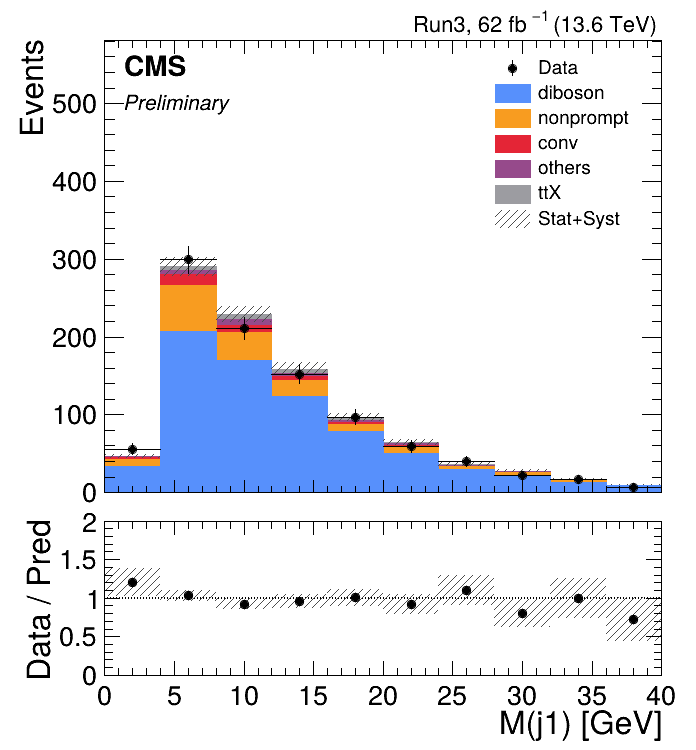 Run3, 62 fb⁻¹ (13.6 TeV)
CMS
Preliminary
Events
500
400
300
200
100
0
Data
diboson
nonprompt
conv
others
ttX
Stat+Syst
Data / Pred
2
1.5
1
0.5
0
0 5 10 15 20 25 30 35 40
M(j1) [GeV]